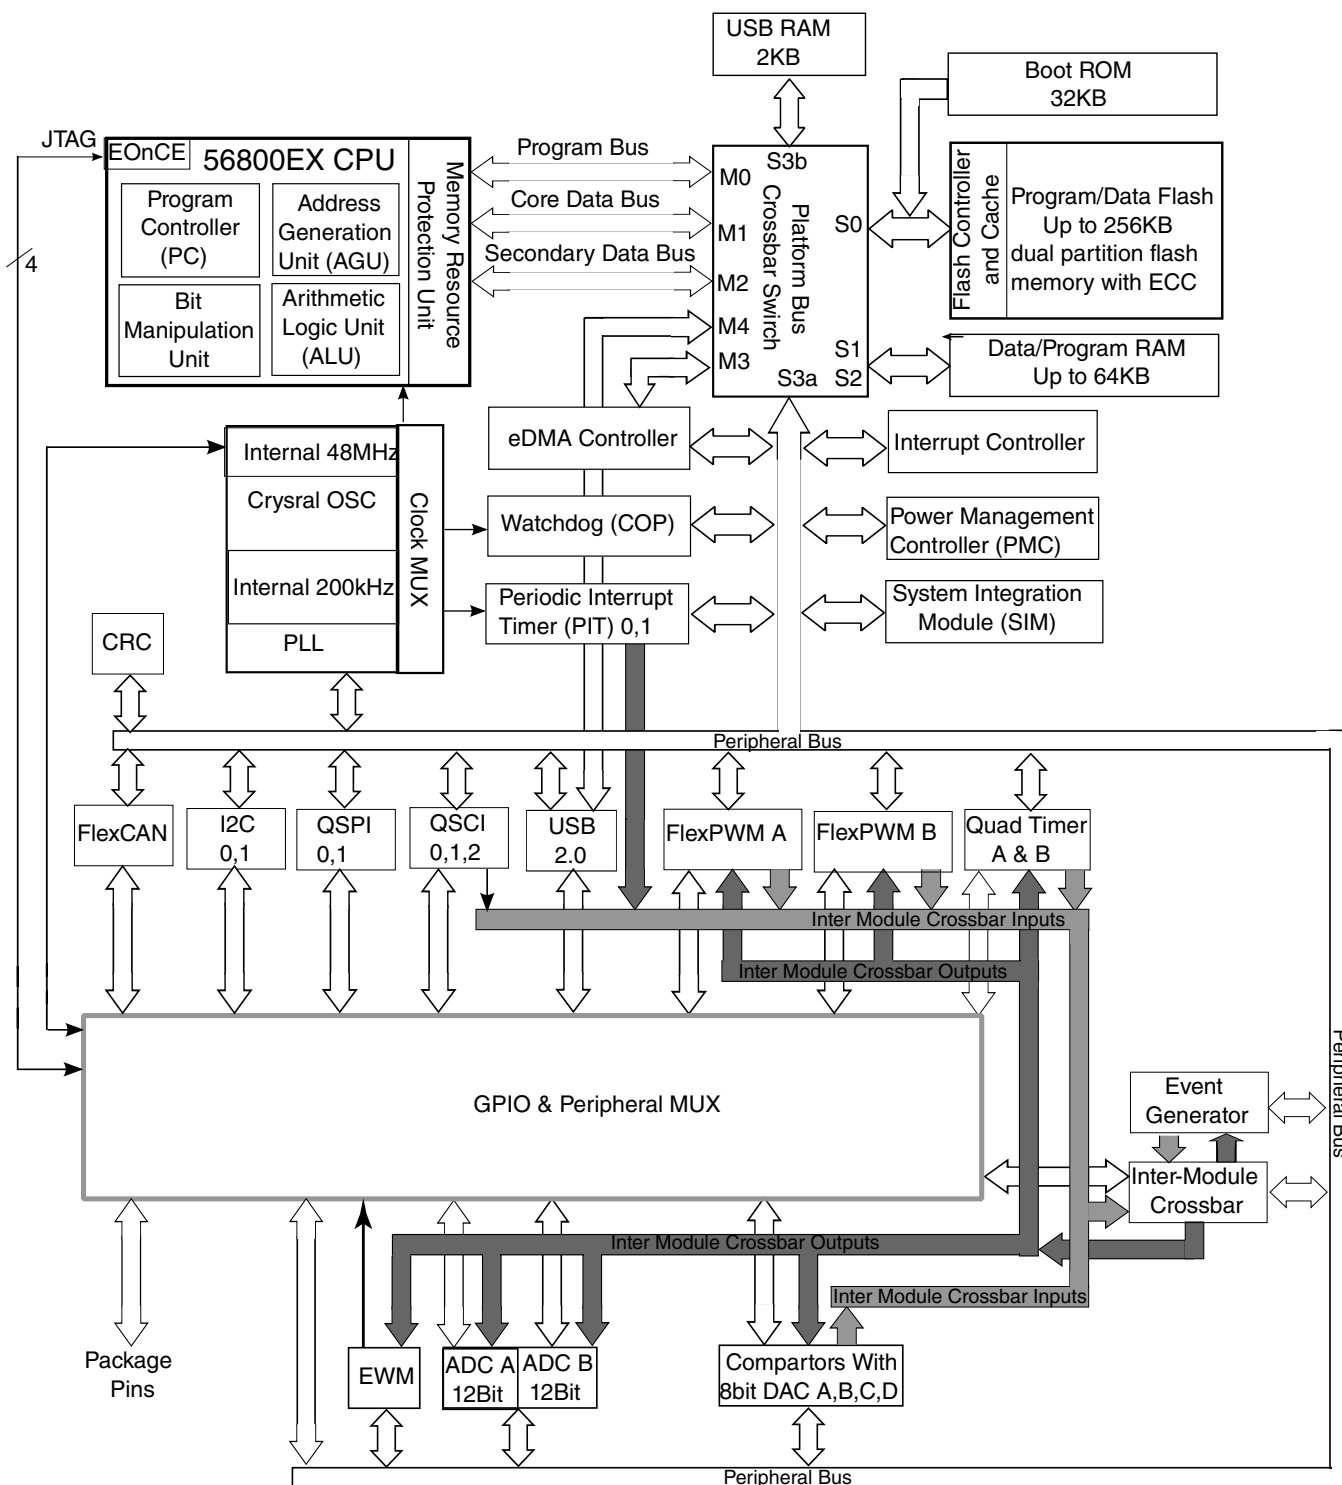 USB RAM
2KB
Boot ROM
32KB
JTAG
EOnCE
56800EX CPU
Program
Controller
(PC)
Address
Generation
Unit (AGU)
Bit
Manipulation
Unit
Arithmetic
Logic Unit
(ALU)
Memory Resource
Protection Unit
4
Program Bus
Core Data Bus
Secondary Data Bus
S3b
M0
M1
M2
M4
M3
Platform Bus
Crossbar Swirch
S0
S1
S2
S3a
Flash Controller
and Cache
Program/Data Flash
Up to 256KB
dual partition flash
memory with ECC
Data/Program RAM
Up to 64KB
Internal 48MHz
Crysral OSC
Internal 200kHz
PLL
Clock MUX
eDMA Controller
Watchdog (COP)
Periodic Interrupt
Timer (PIT) 0,1
Interrupt Controller
Power Management
Controller (PMC)
System Integration
Module (SIM)
CRC
Peripheral Bus
FlexCAN
I2C
0,1
QSPI
0,1
QSCI
0,1,2
USB
2.0
FlexPWM A
FlexPWM B
Quad Timer
A & B
Inter Module Crossbar Inputs
Inter Module Crossbar Outputs
GPIO & Peripheral MUX
Peripheral Bus
Event
Generator
Inter-Module
Crossbar
Inter Module Crossbar Outputs
Inter Module Crossbar Inputs
Package
Pins
EWM
ADC A
12Bit
ADC B
12Bit
Compartors With
8bit DAC A,B,C,D
Peripheral Bus